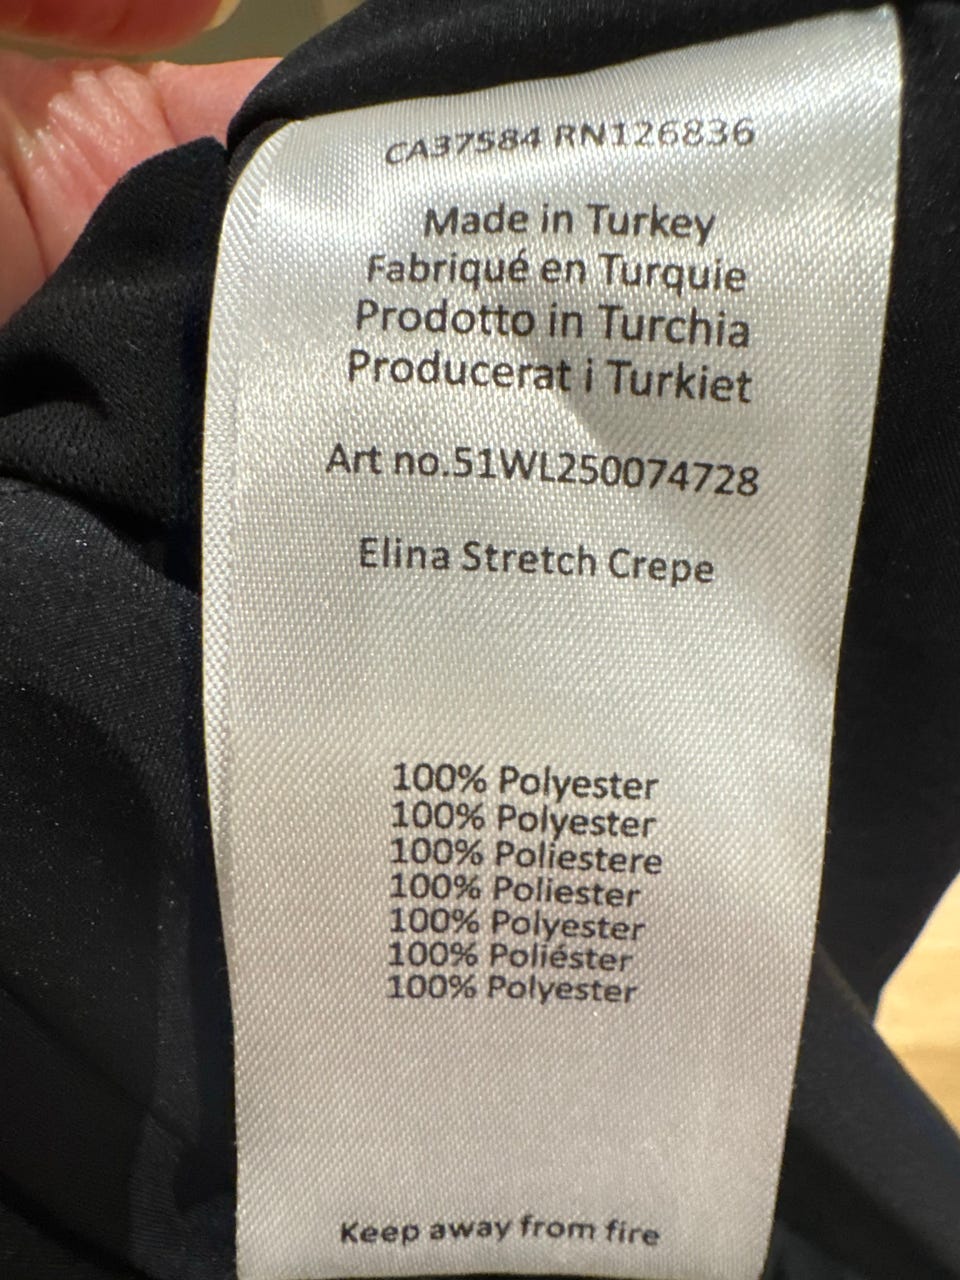 CA37584 RN126836
Made in Turkey
Fabriqué en Turquie
Prodotto in Turchia
Producerat i Turkiet
Art no.51WL250074728
Elina Stretch Crepe
100% Polyester
100% Polyester
100% Poliestere
100% Poliester
100% Polyester
100% Poliéster
100% Polyester
Keep away from fire